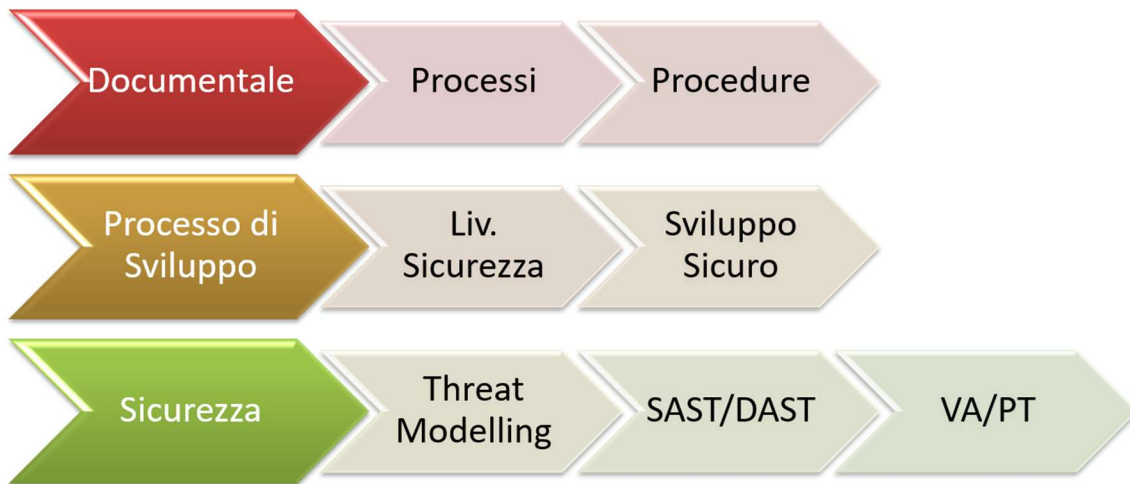 Documentale
Processi
Procedure
Processo di
Sviluppo
Liv.
Sicurezza
Sviluppo
Sicuro
Sicurezza
Threat
Modelling
SAST/DAST
VA/PT